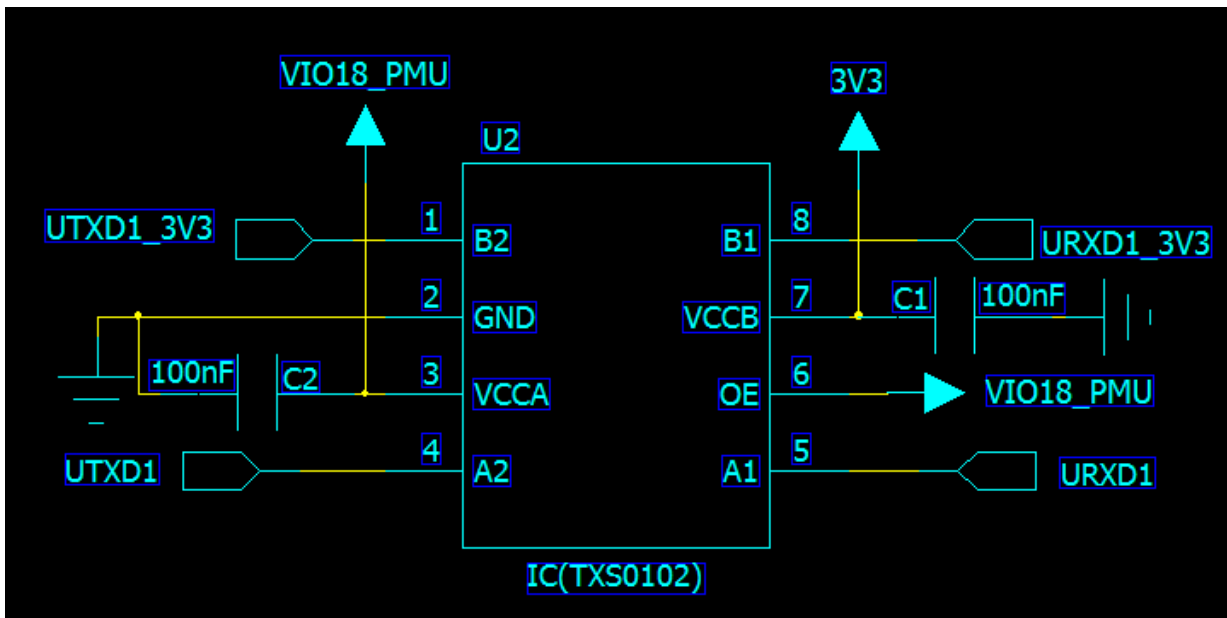 VIO18_PMU
3V3
U2
UTXD1_3V3
1
B2
B1
8
URXD1_3V3
2
GND
VCCB
7
C1
100nF
100nF
C2
3
VCCA
OE
6
VIO18_PMU
UTXD1
4
A2
A1
5
URXD1
IC(TXS0102)